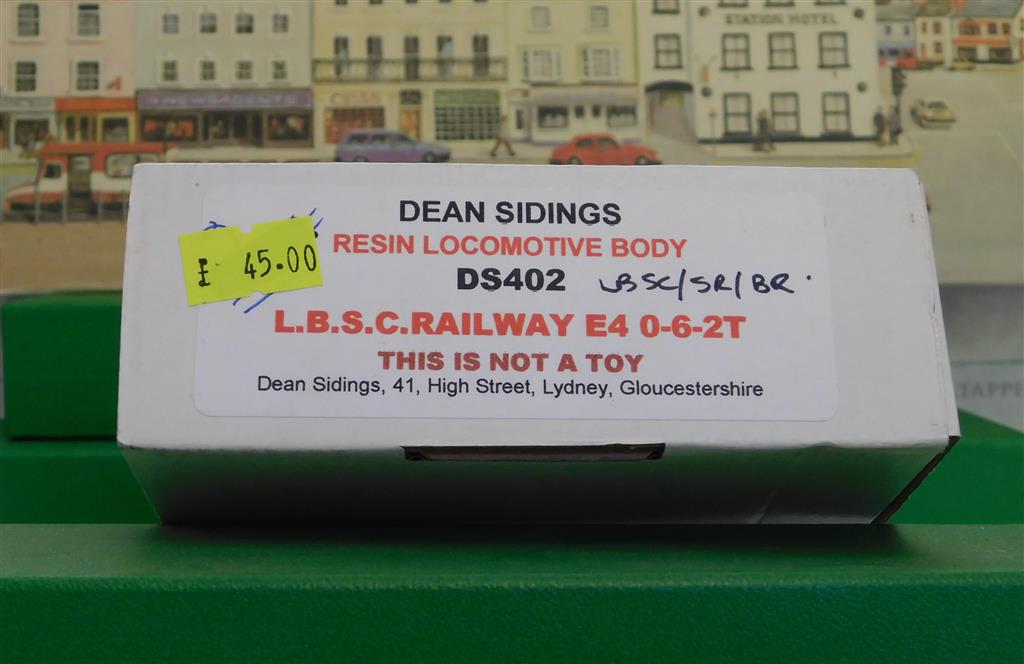 STATION HOTEL
NEWSAGENTS
DEAN SIDINGS
£ 45.00
RESIN LOCOMOTIVE BODY
DS402 LBSC/SR/BR.
L.B.S.C.RAILWAY E4 0-6-2T
THIS IS NOT A TOY
Dean Sidings, 41, High Street, Lydney, Gloucestershire